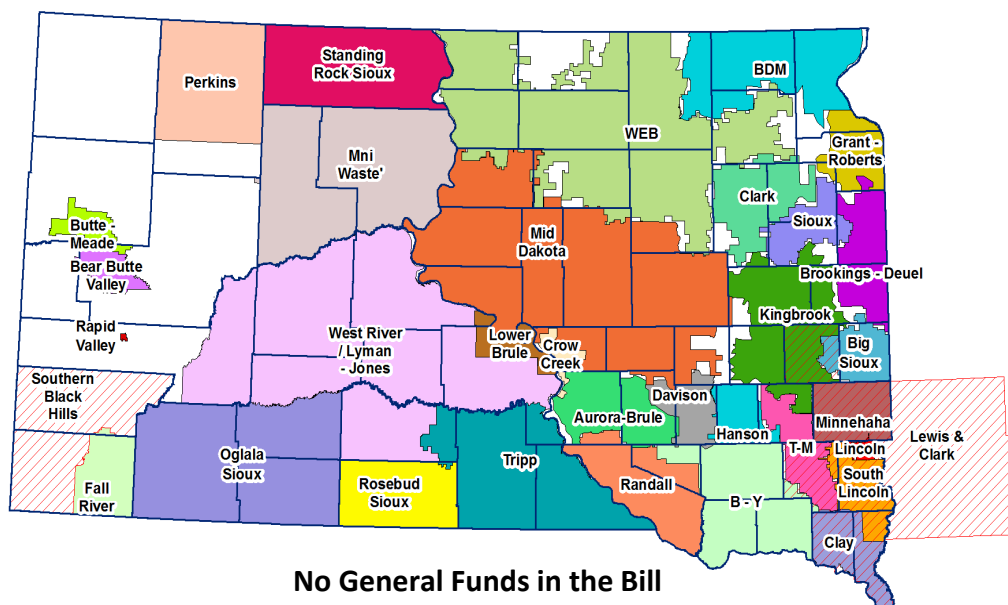 Perkins
Standing
Rock Sioux
BDM
WEB
Grant -
Roberts
Mni
Waste'
Clark
Sioux
Butte -
Meade
Bear Butte
Valley
Mid
Dakota
Brookings - Deuel
Kingbrook
Rapid
Valley
West River
/ Lyman
- Jones
Lower
Brule
Crow
Creek
Big
Sioux
Southern
Black
Hills
Davison
Aurora-Brule
Hanson
Minnehaha
T-M
Lincoln
Lewis &
Clark
Oglala
Sioux
Tripp
South
Lincoln
Fall
River
Rosebud
Sioux
Randall
B - Y
Clay
No General Funds in the Bill